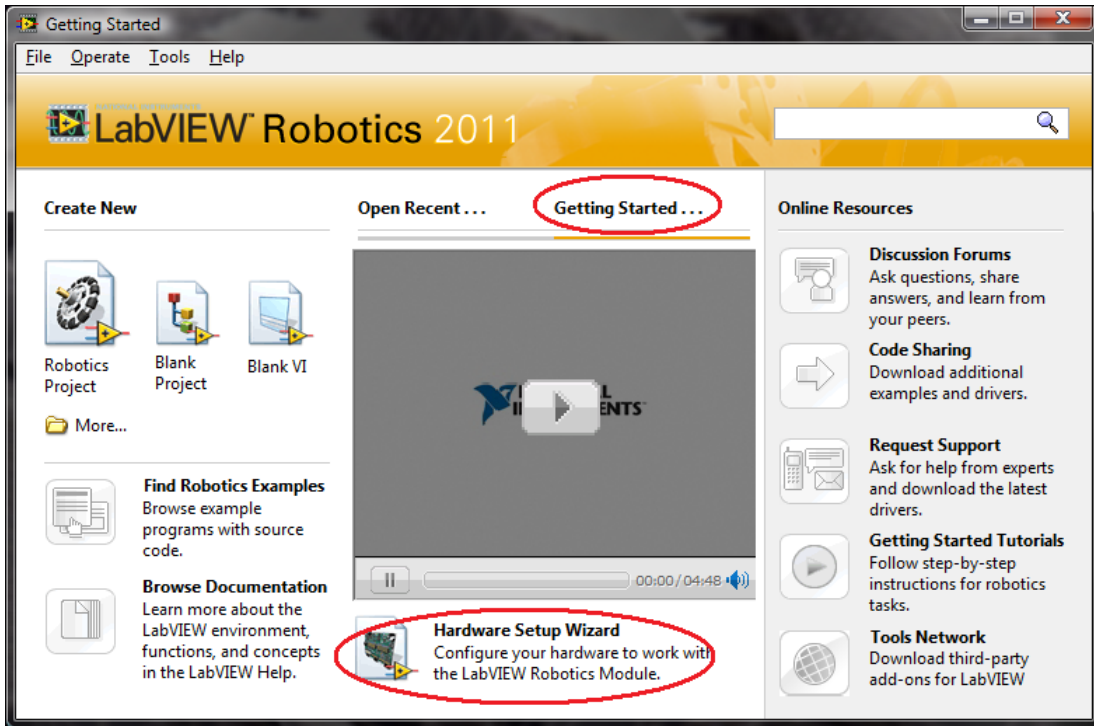 Getting Started
File Operate Tools Help
LabVIEW™ Robotics 2011
Create New
Robotics
Project
Blank
Project
Blank VI
More...
Find Robotics Examples
Browse example
programs with source
code.
Browse Documentation
Learn more about the
LabVIEW environment,
functions, and concepts
in the LabVIEW Help.
Open Recent . . .
Getting Started . . .
00:00/04:48
Hardware Setup Wizard
Configure your hardware to work with
the LabVIEW Robotics Module.
Online Resources
Discussion Forums
Ask questions, share
answers, and learn from
your peers.
Code Sharing
Download additional
examples and drivers.
Request Support
Ask for help from experts
and download the latest
drivers.
Getting Started Tutorials
Follow step-by-step
instructions for robotics
tasks.
Tools Network
Download third-party
add-ons for LabVIEW